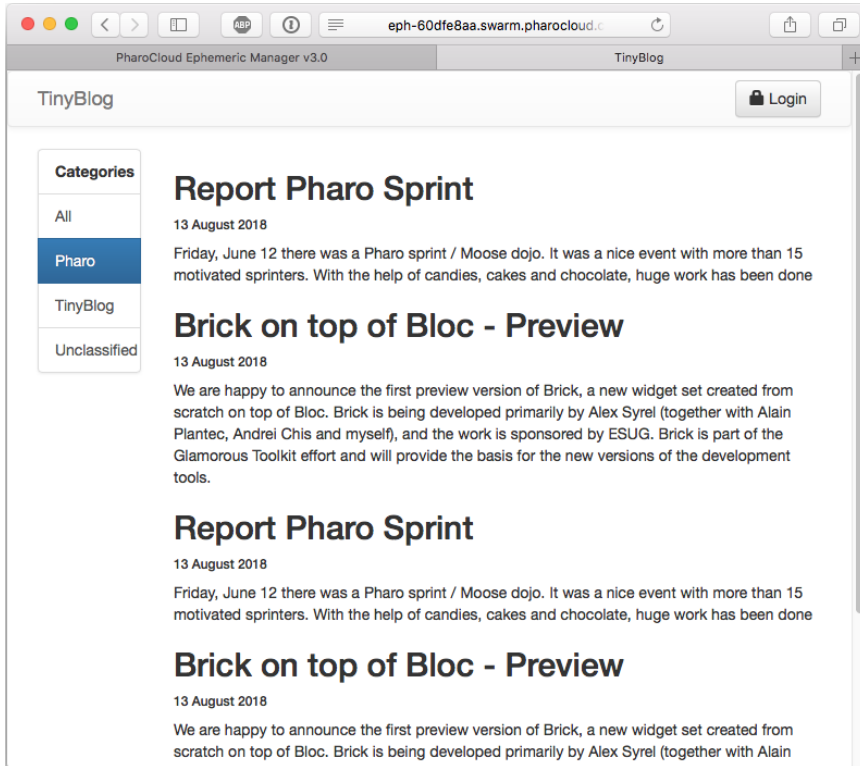 ABP
eph-60dfe8aa.swarm.pharocloud.
PharoCloud Ephemeric Manager v3.0
TinyBlog
TinyBlog
Login
Categories
All
Pharo
TinyBlog
Unclassified
Report Pharo Sprint
13 August 2018
Friday, June 12 there was a Pharo sprint / Moose dojo. It was a nice event with more than 15
motivated sprinters. With the help of candies, cakes and chocolate, huge work has been done
Brick on top of Bloc - Preview
13 August 2018
We are happy to announce the first preview version of Brick, a new widget set created from
scratch on top of Bloc. Brick is being developed primarily by Alex Syrel (together with Alain
Plantec, Andrei Chis and myself), and the work is sponsored by ESUG. Brick is part of the
Glamorous Toolkit effort and will provide the basis for the new versions of the development
tools.
Report Pharo Sprint
13 August 2018
Friday, June 12 there was a Pharo sprint / Moose dojo. It was a nice event with more than 15
motivated sprinters. With the help of candies, cakes and chocolate, huge work has been done
Brick on top of Bloc - Preview
13 August 2018
We are happy to announce the first preview version of Brick, a new widget set created from
scratch on top of Bloc. Brick is being developed primarily by Alex Syrel (together with Alain